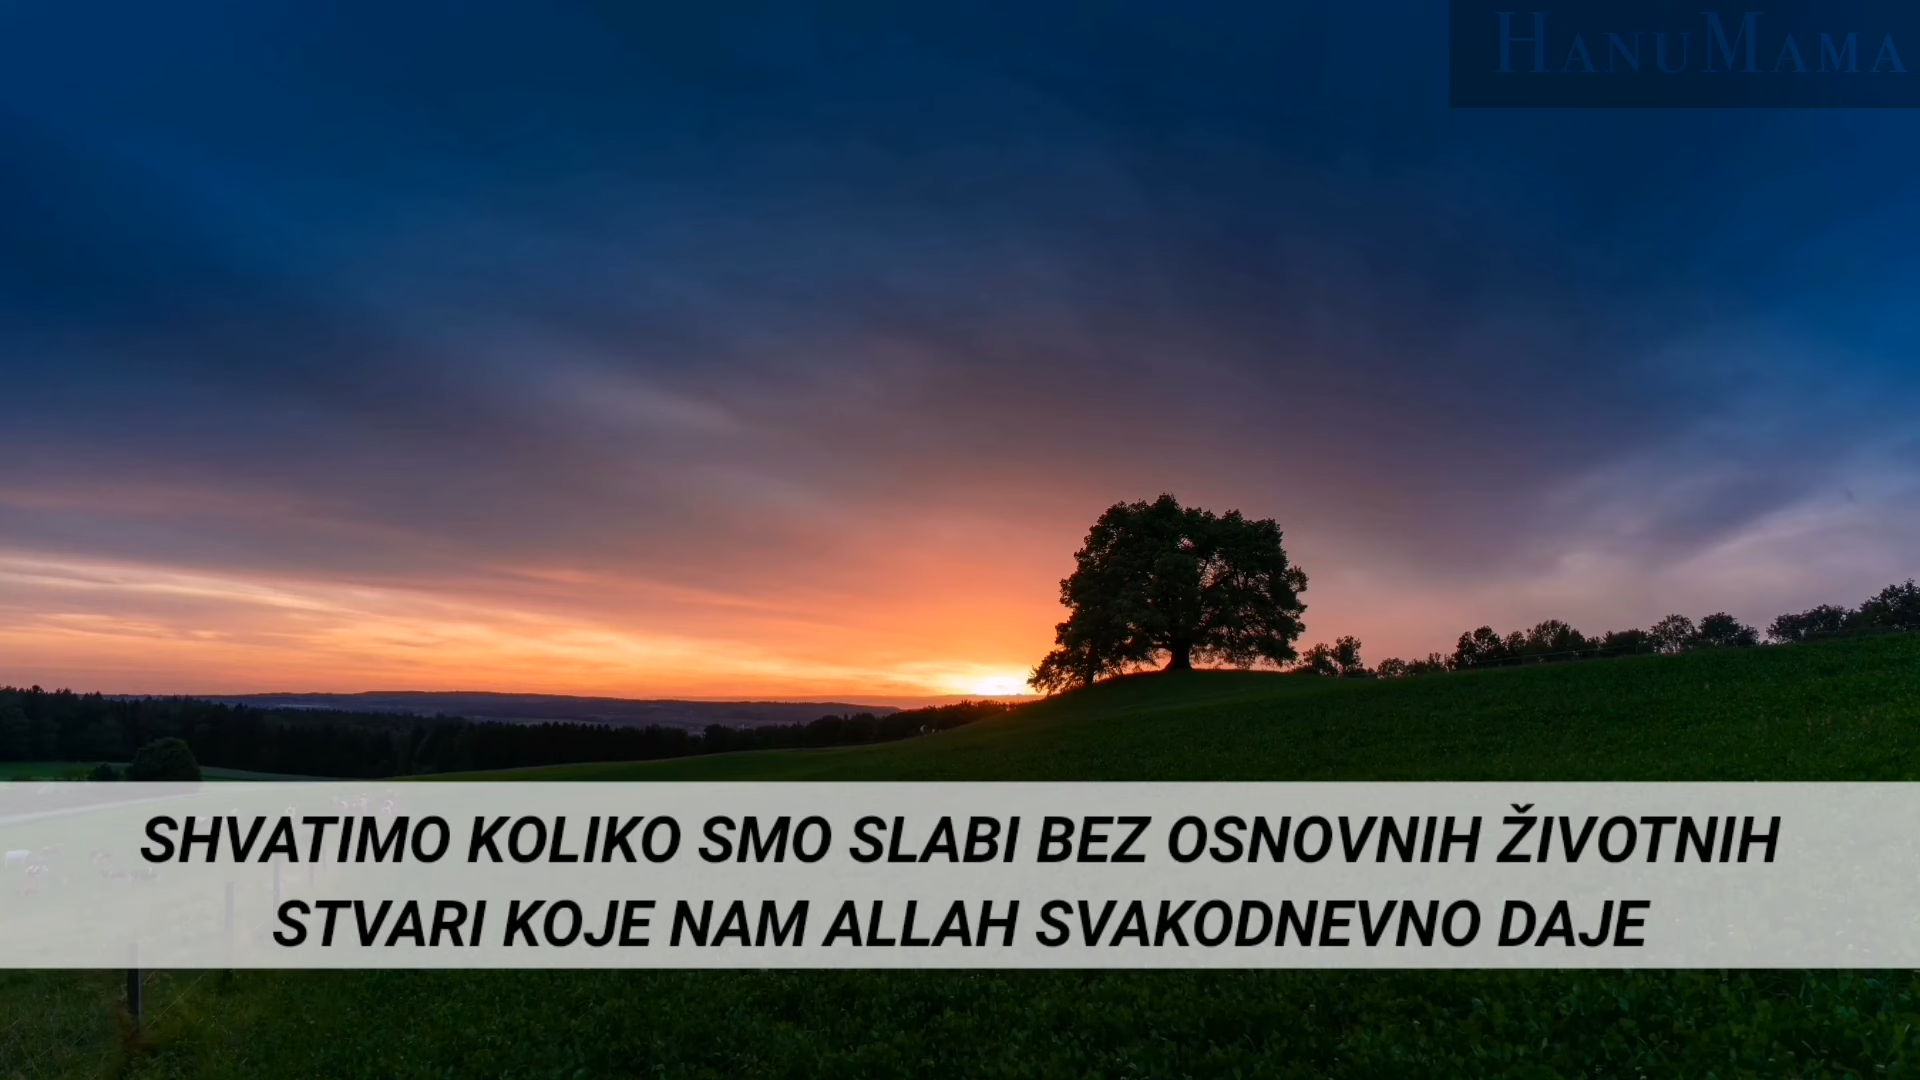 HANUMAMA
SHVATIMO KOLIKO SMO SLABI BEZ OSNOVNIH ŽIVOTNIH
STVARI KOJE NAM ALLAH SVAKODNEVNO DAJE